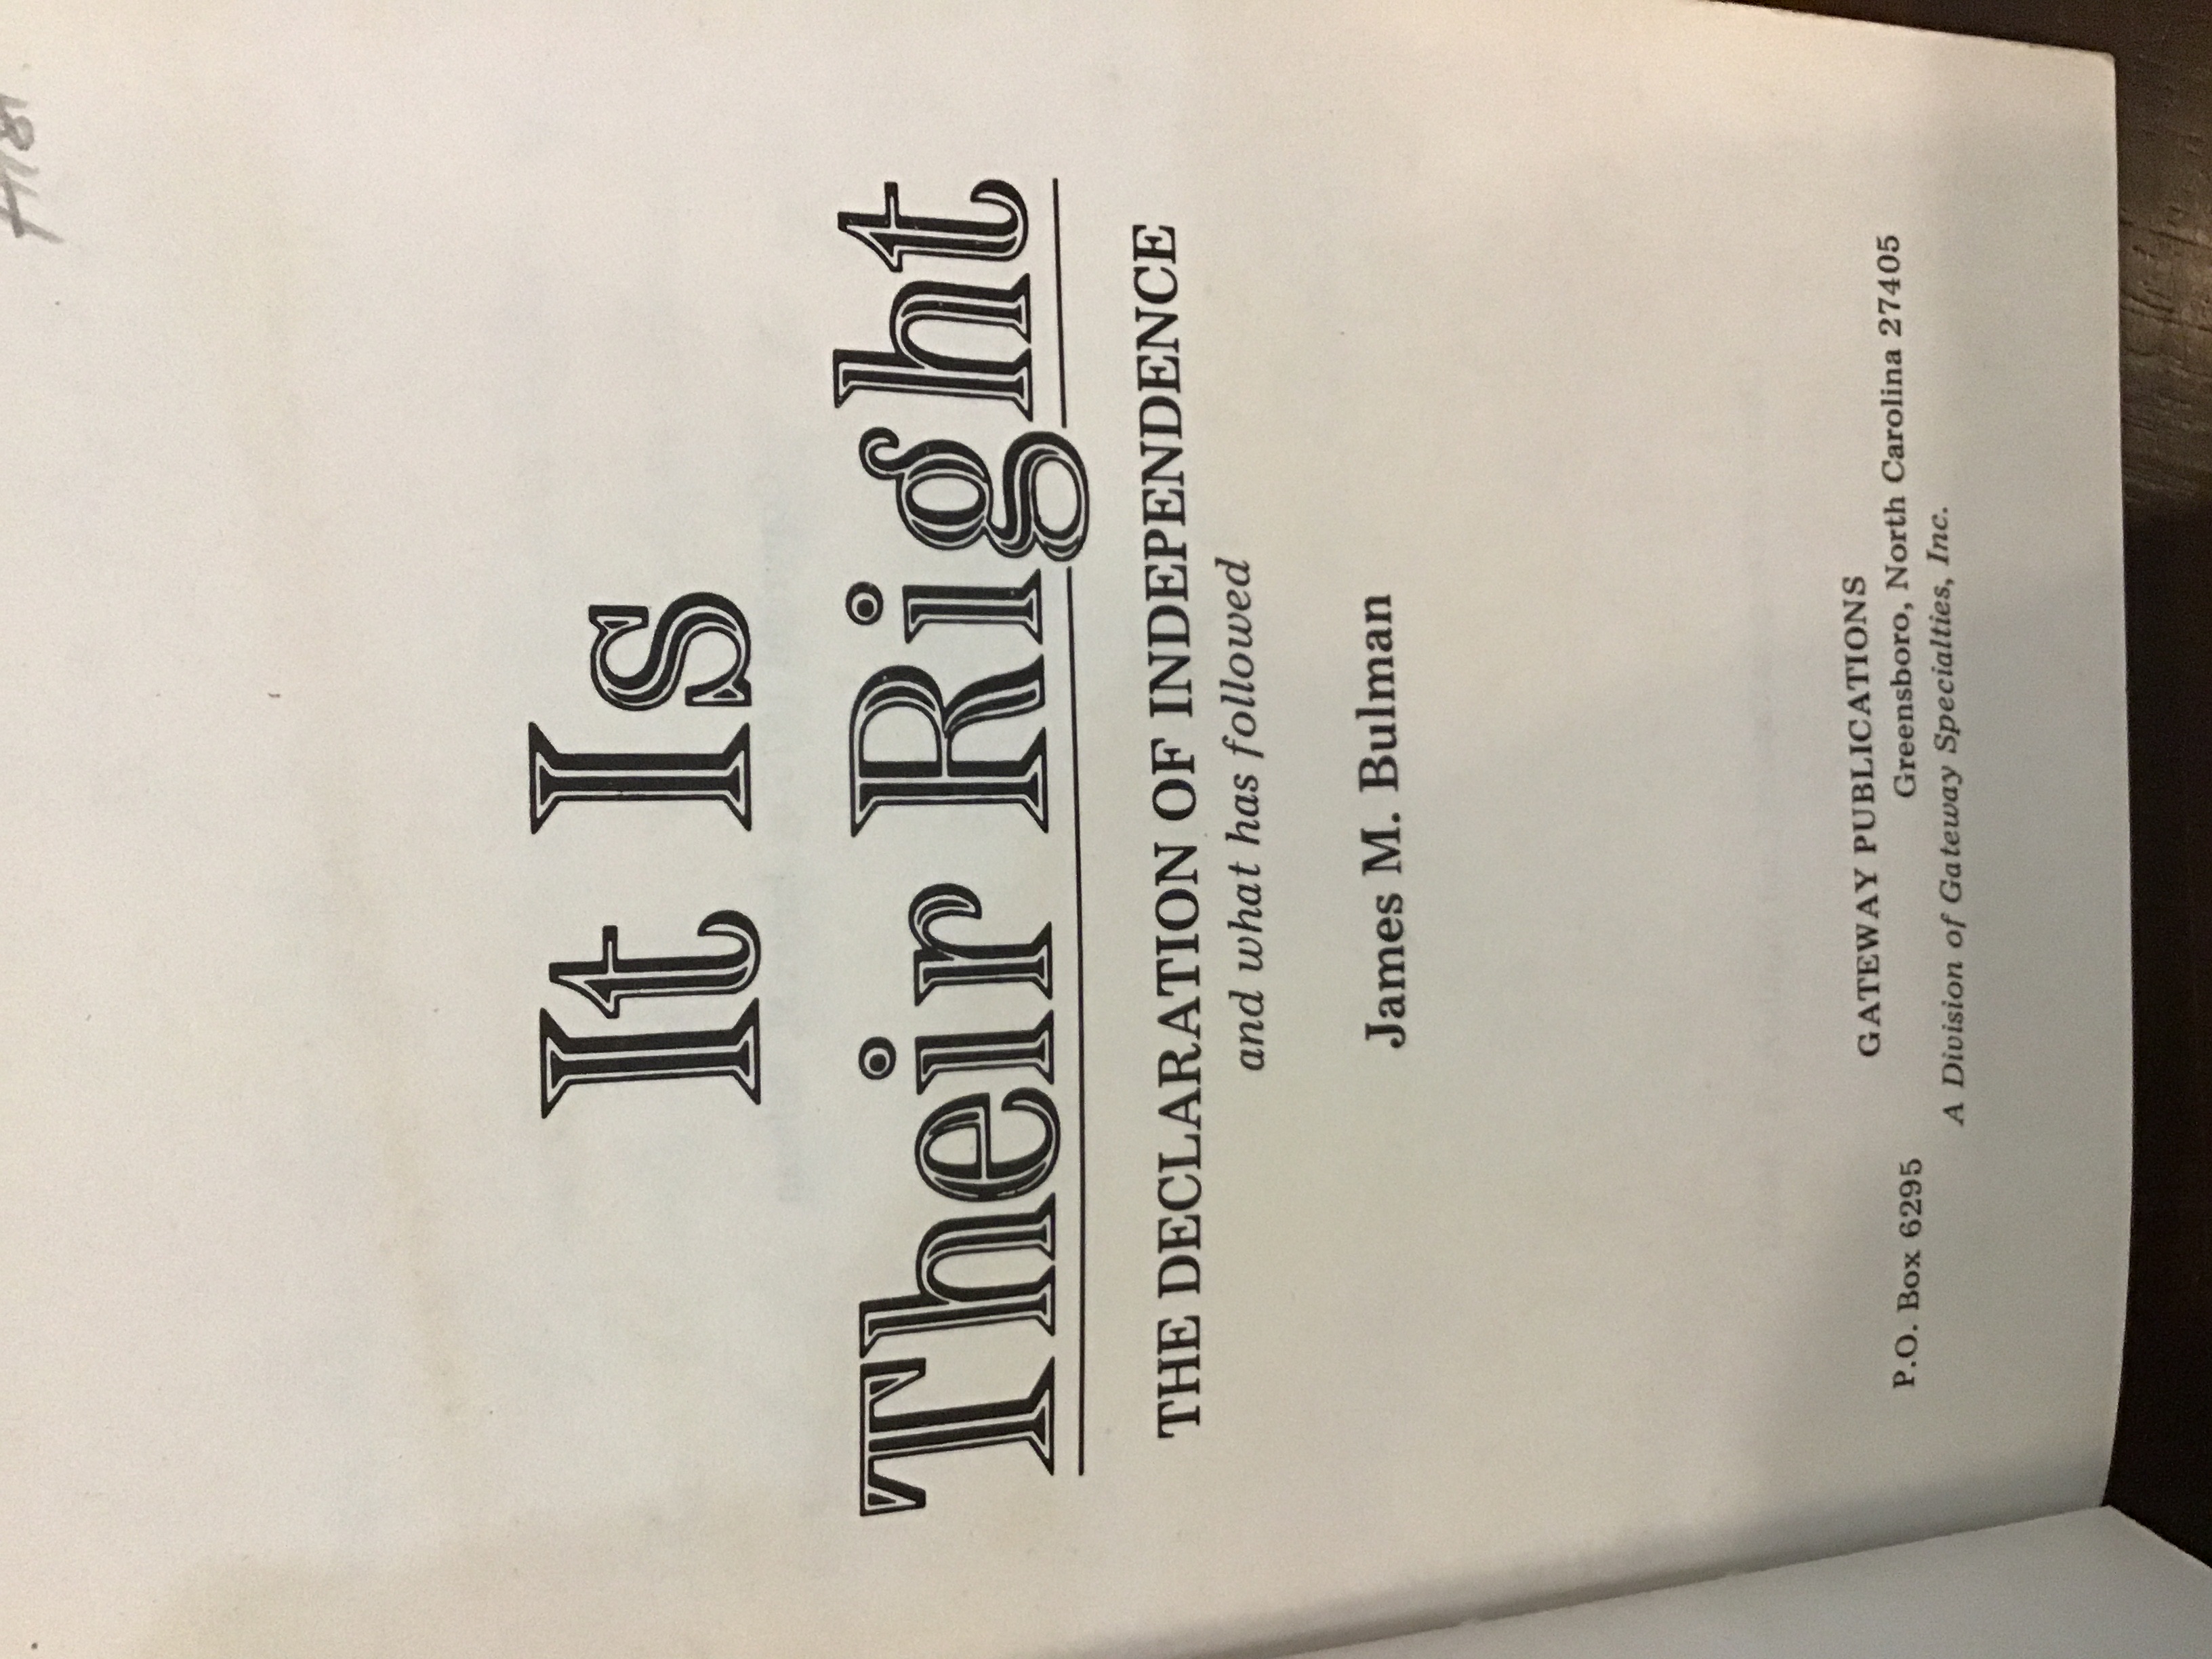 It Is
Their Right
THE DECLARATION OF INDEPENDENCE
and what has followed
James M. Bulman
GATEWAY PUBLICATIONS
P.O. Box 6295 Greensboro, North Carolina 27405
A Division of Gateway Specialties, Inc.